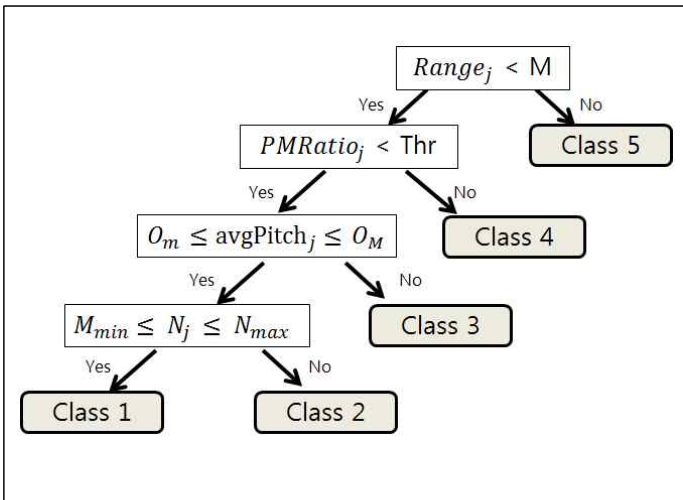 Range_j < M
Yes
No
PMRatio_j < Thr
Class 5
Yes
No
O_m ≤ avgPitch_j ≤ O_M
Class 4
Yes
No
M_min ≤ N_j ≤ N_max
Class 3
Yes
No
Class 1
Class 2